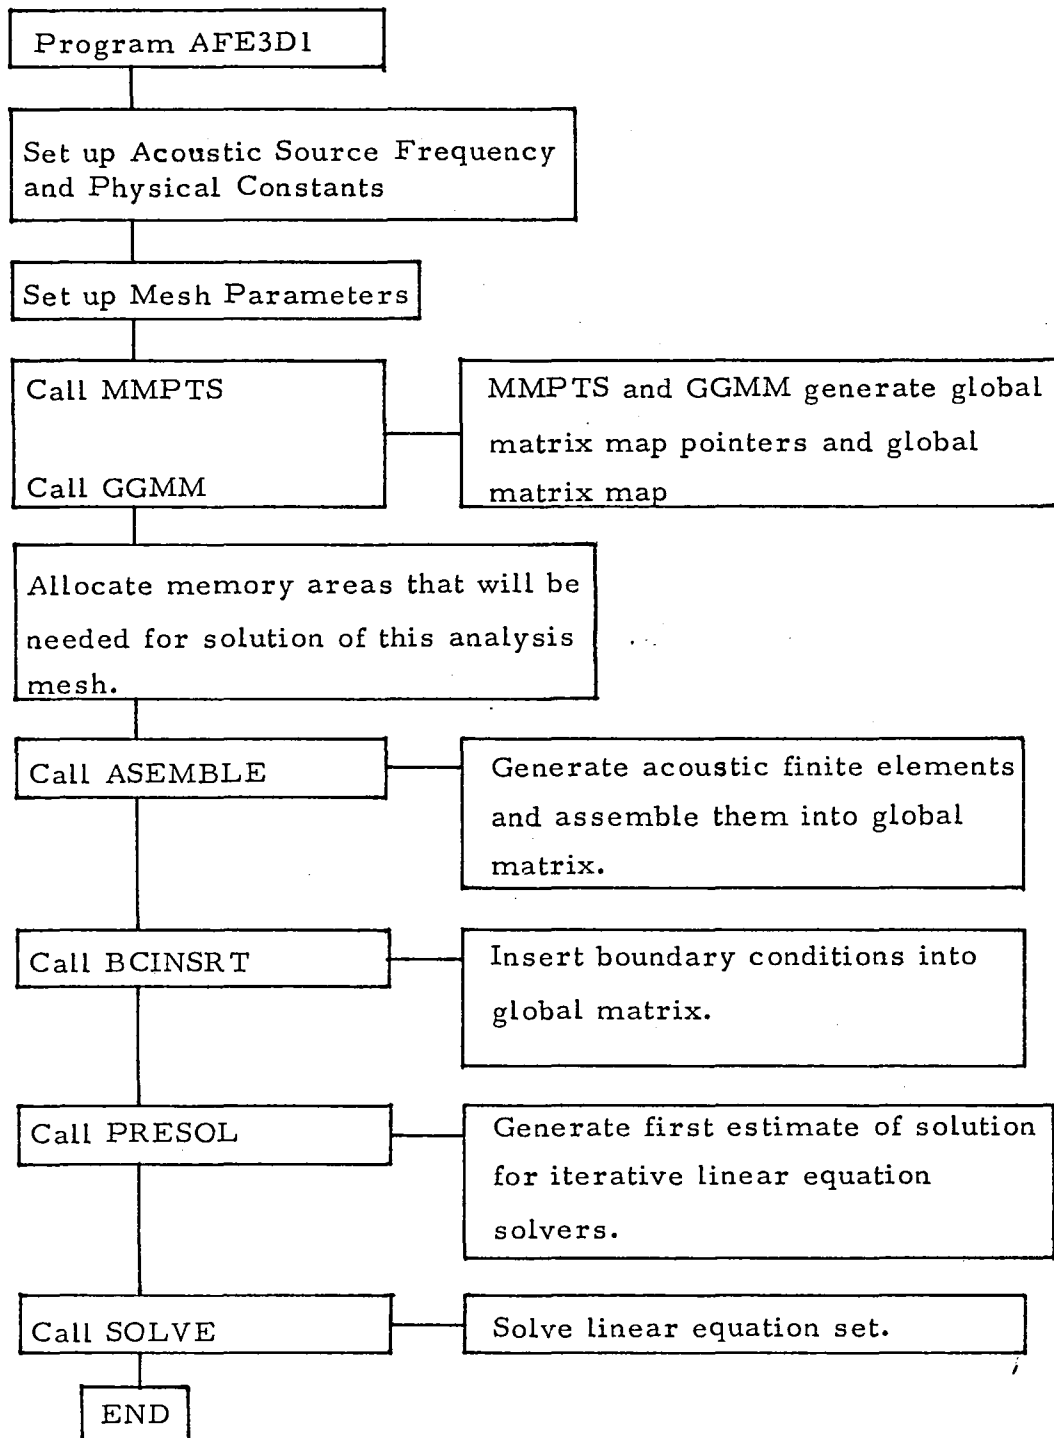 Program AFE3D1
Set up Acoustic Source Frequency
and Physical Constants
Set up Mesh Parameters
Call MMPTS
Call GGMM
MMPTS and GGMM generate global
matrix map pointers and global
matrix map
Allocate memory areas that will be
needed for solution of this analysis
mesh.
Call ASEMBLE
Generate acoustic finite elements
and assemble them into global
matrix.
Call BCINSRT
Insert boundary conditions into
global matrix.
Call PRESOL
Generate first estimate of solution
for iterative linear equation
solvers.
Call SOLVE
Solve linear equation set.
END